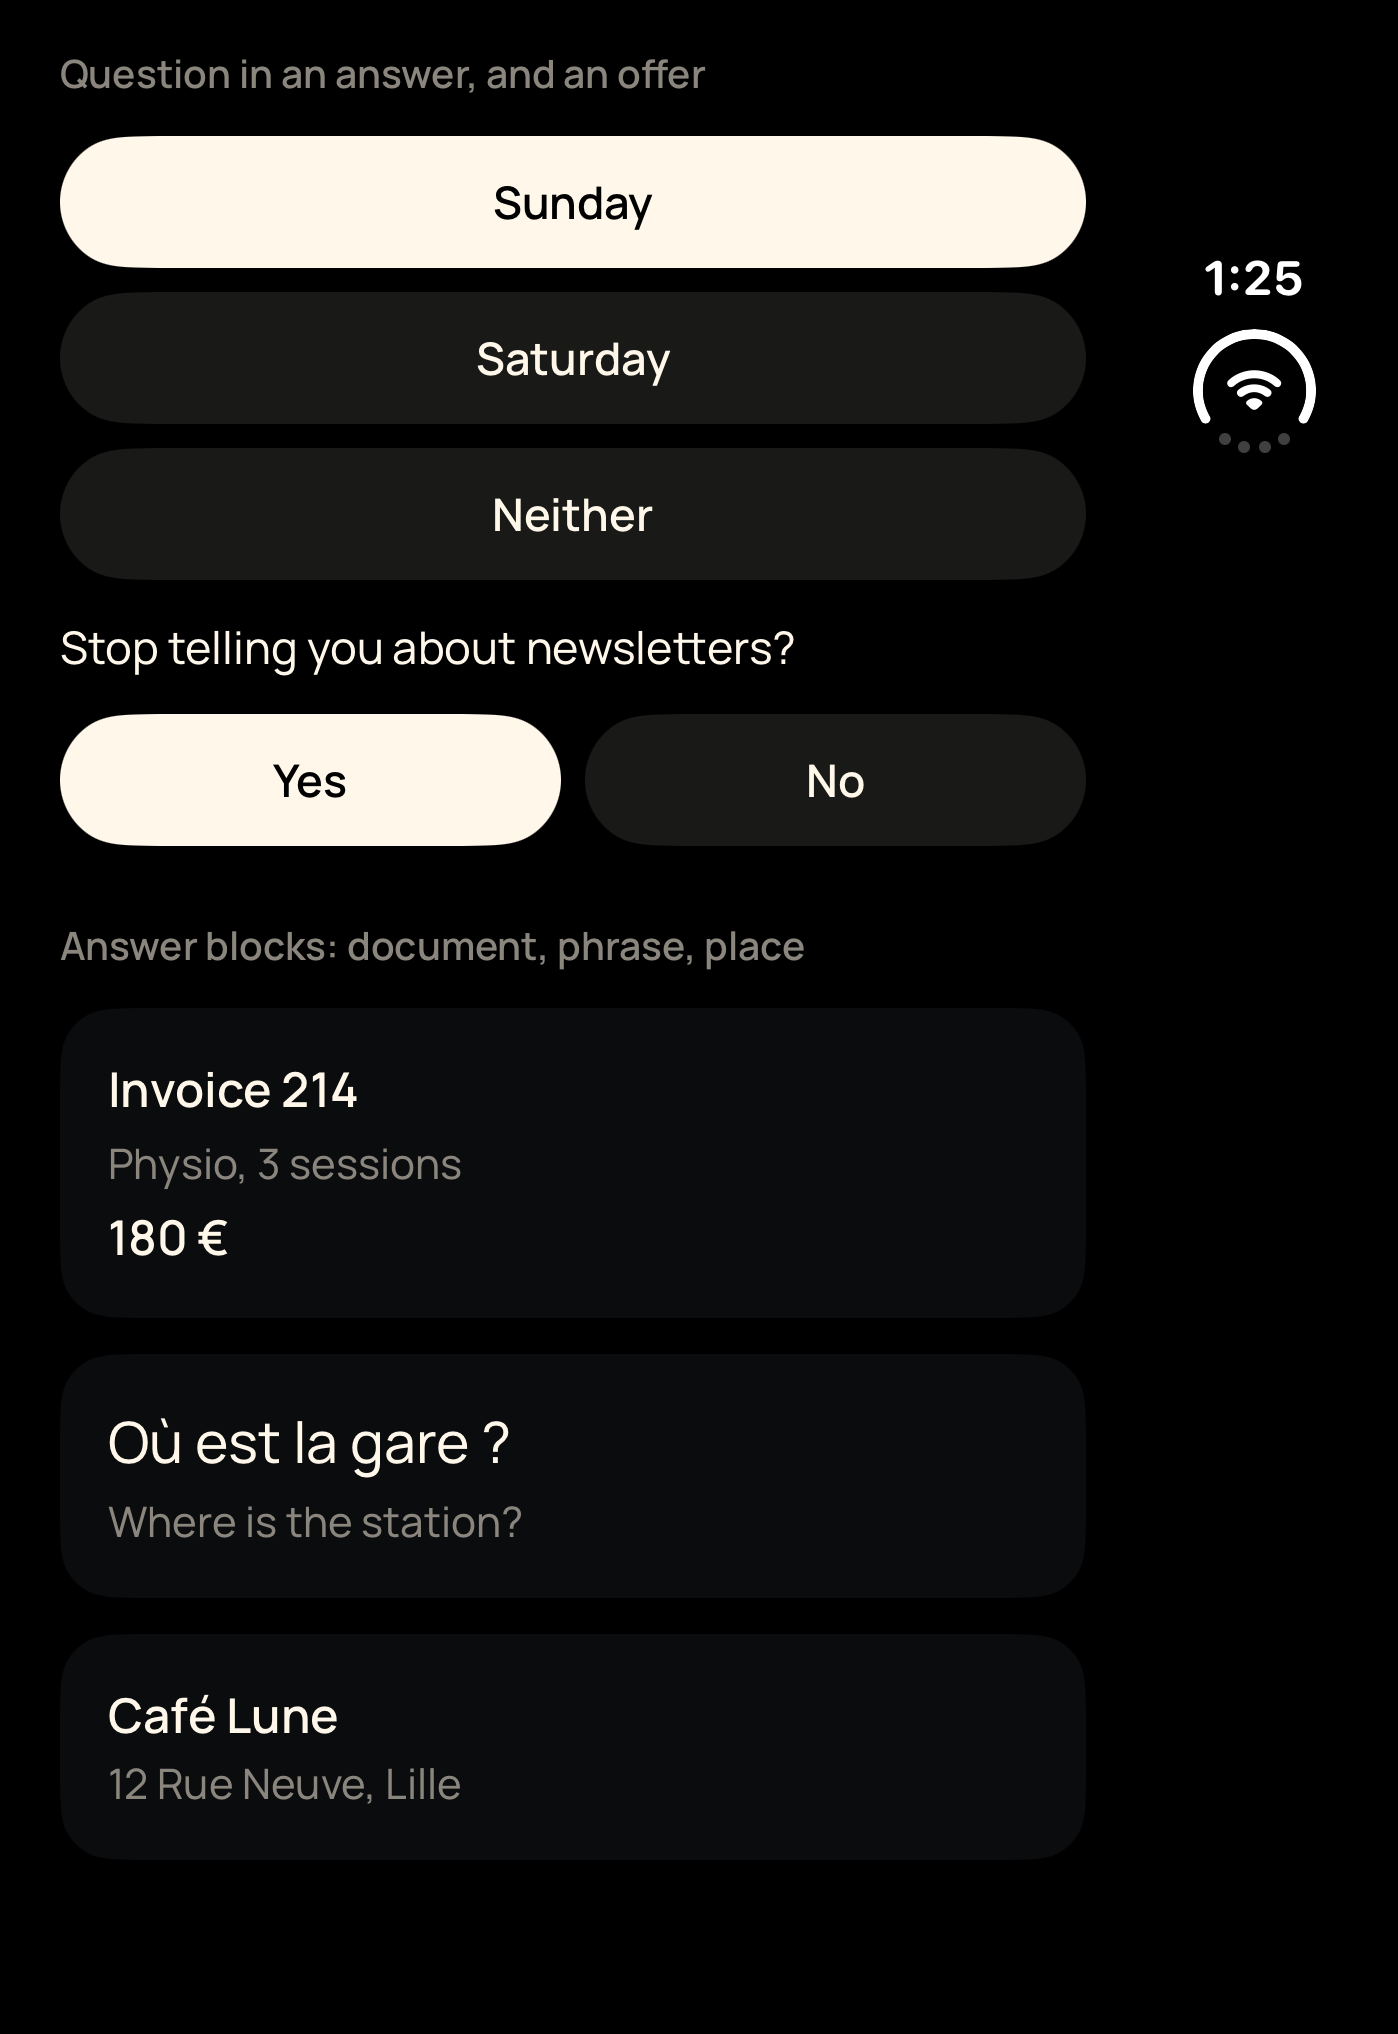 Question in an answer, and an offer
Sunday
1:25
Saturday
Neither
Stop telling you about newsletters?
Yes
No
Answer blocks: document, phrase, place
Invoice 214
Physio, 3 sessions
180 €
Où est la gare ?
Where is the station?
Café Lune
12 Rue Neuve, Lille